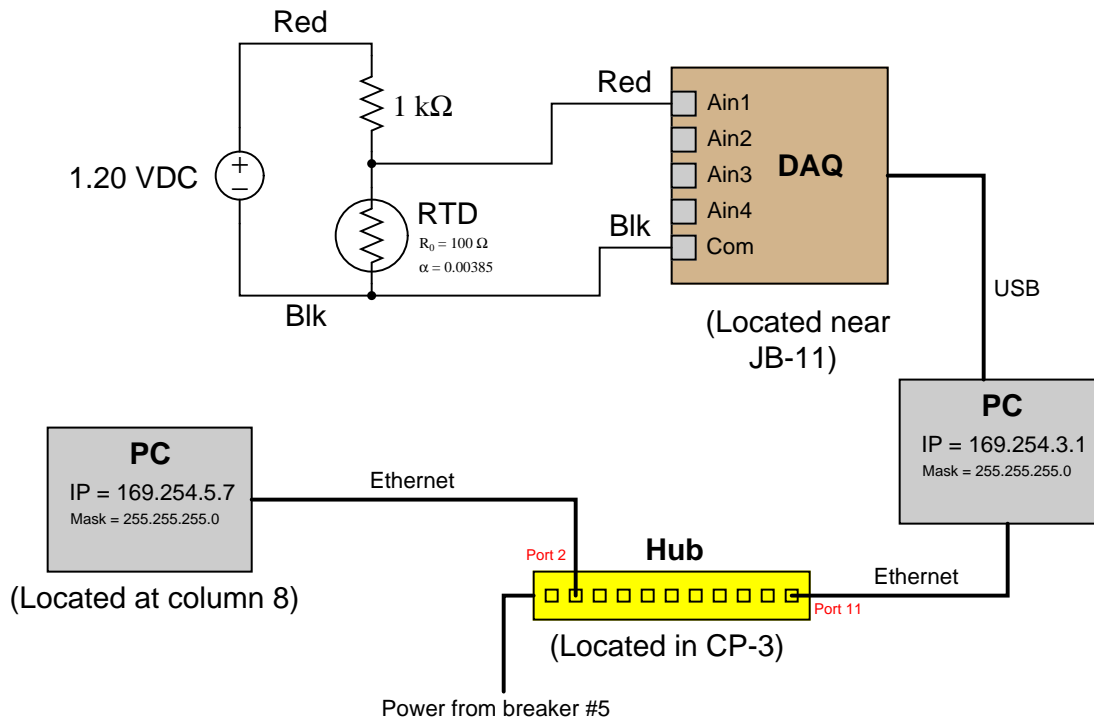 Red
1 kΩ
1.20 VDC
+
−
RTD
R₀ = 100 Ω
α = 0.00385
Blk
Red
Blk
Ain1
Ain2
Ain3
Ain4
Com
DAQ
(Located near
JB-11)
USB
PC
IP = 169.254.3.1
Mask = 255.255.255.0
PC
IP = 169.254.5.7
Mask = 255.255.255.0
(Located at column 8)
Ethernet
Port 2
Hub
Ethernet
Port 11
(Located in CP-3)
Power from breaker #5